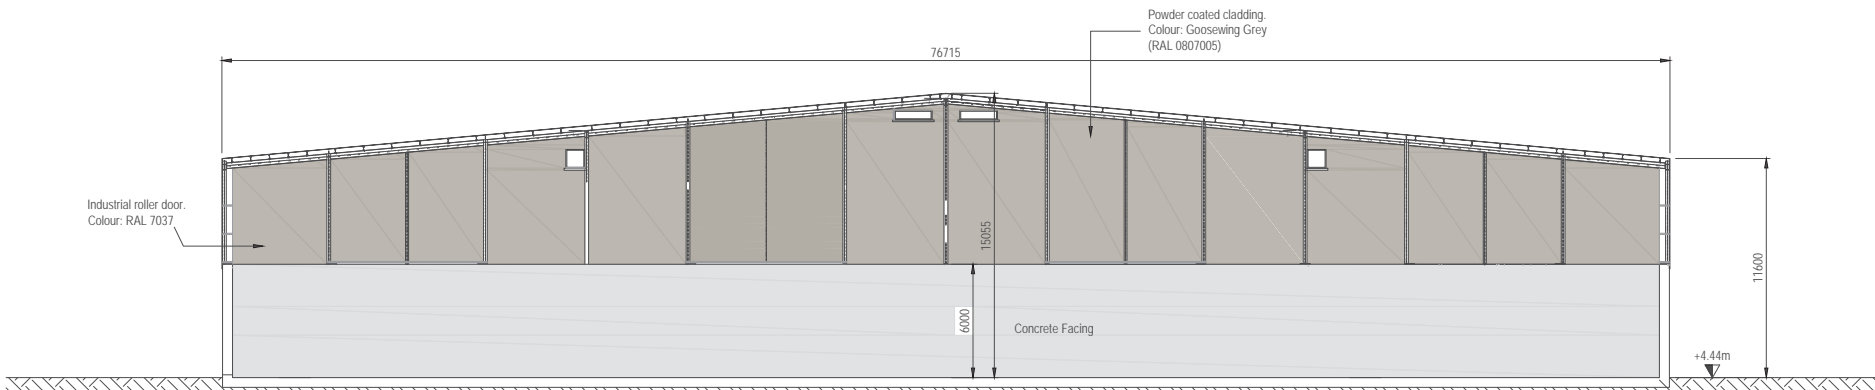 Powder coated cladding.
Colour: Goosewing Grey
(RAL 0807005)
76715
Industrial roller door.
Colour: RAL 7037
15055
11600
6000
Concrete Facing
+4.44m